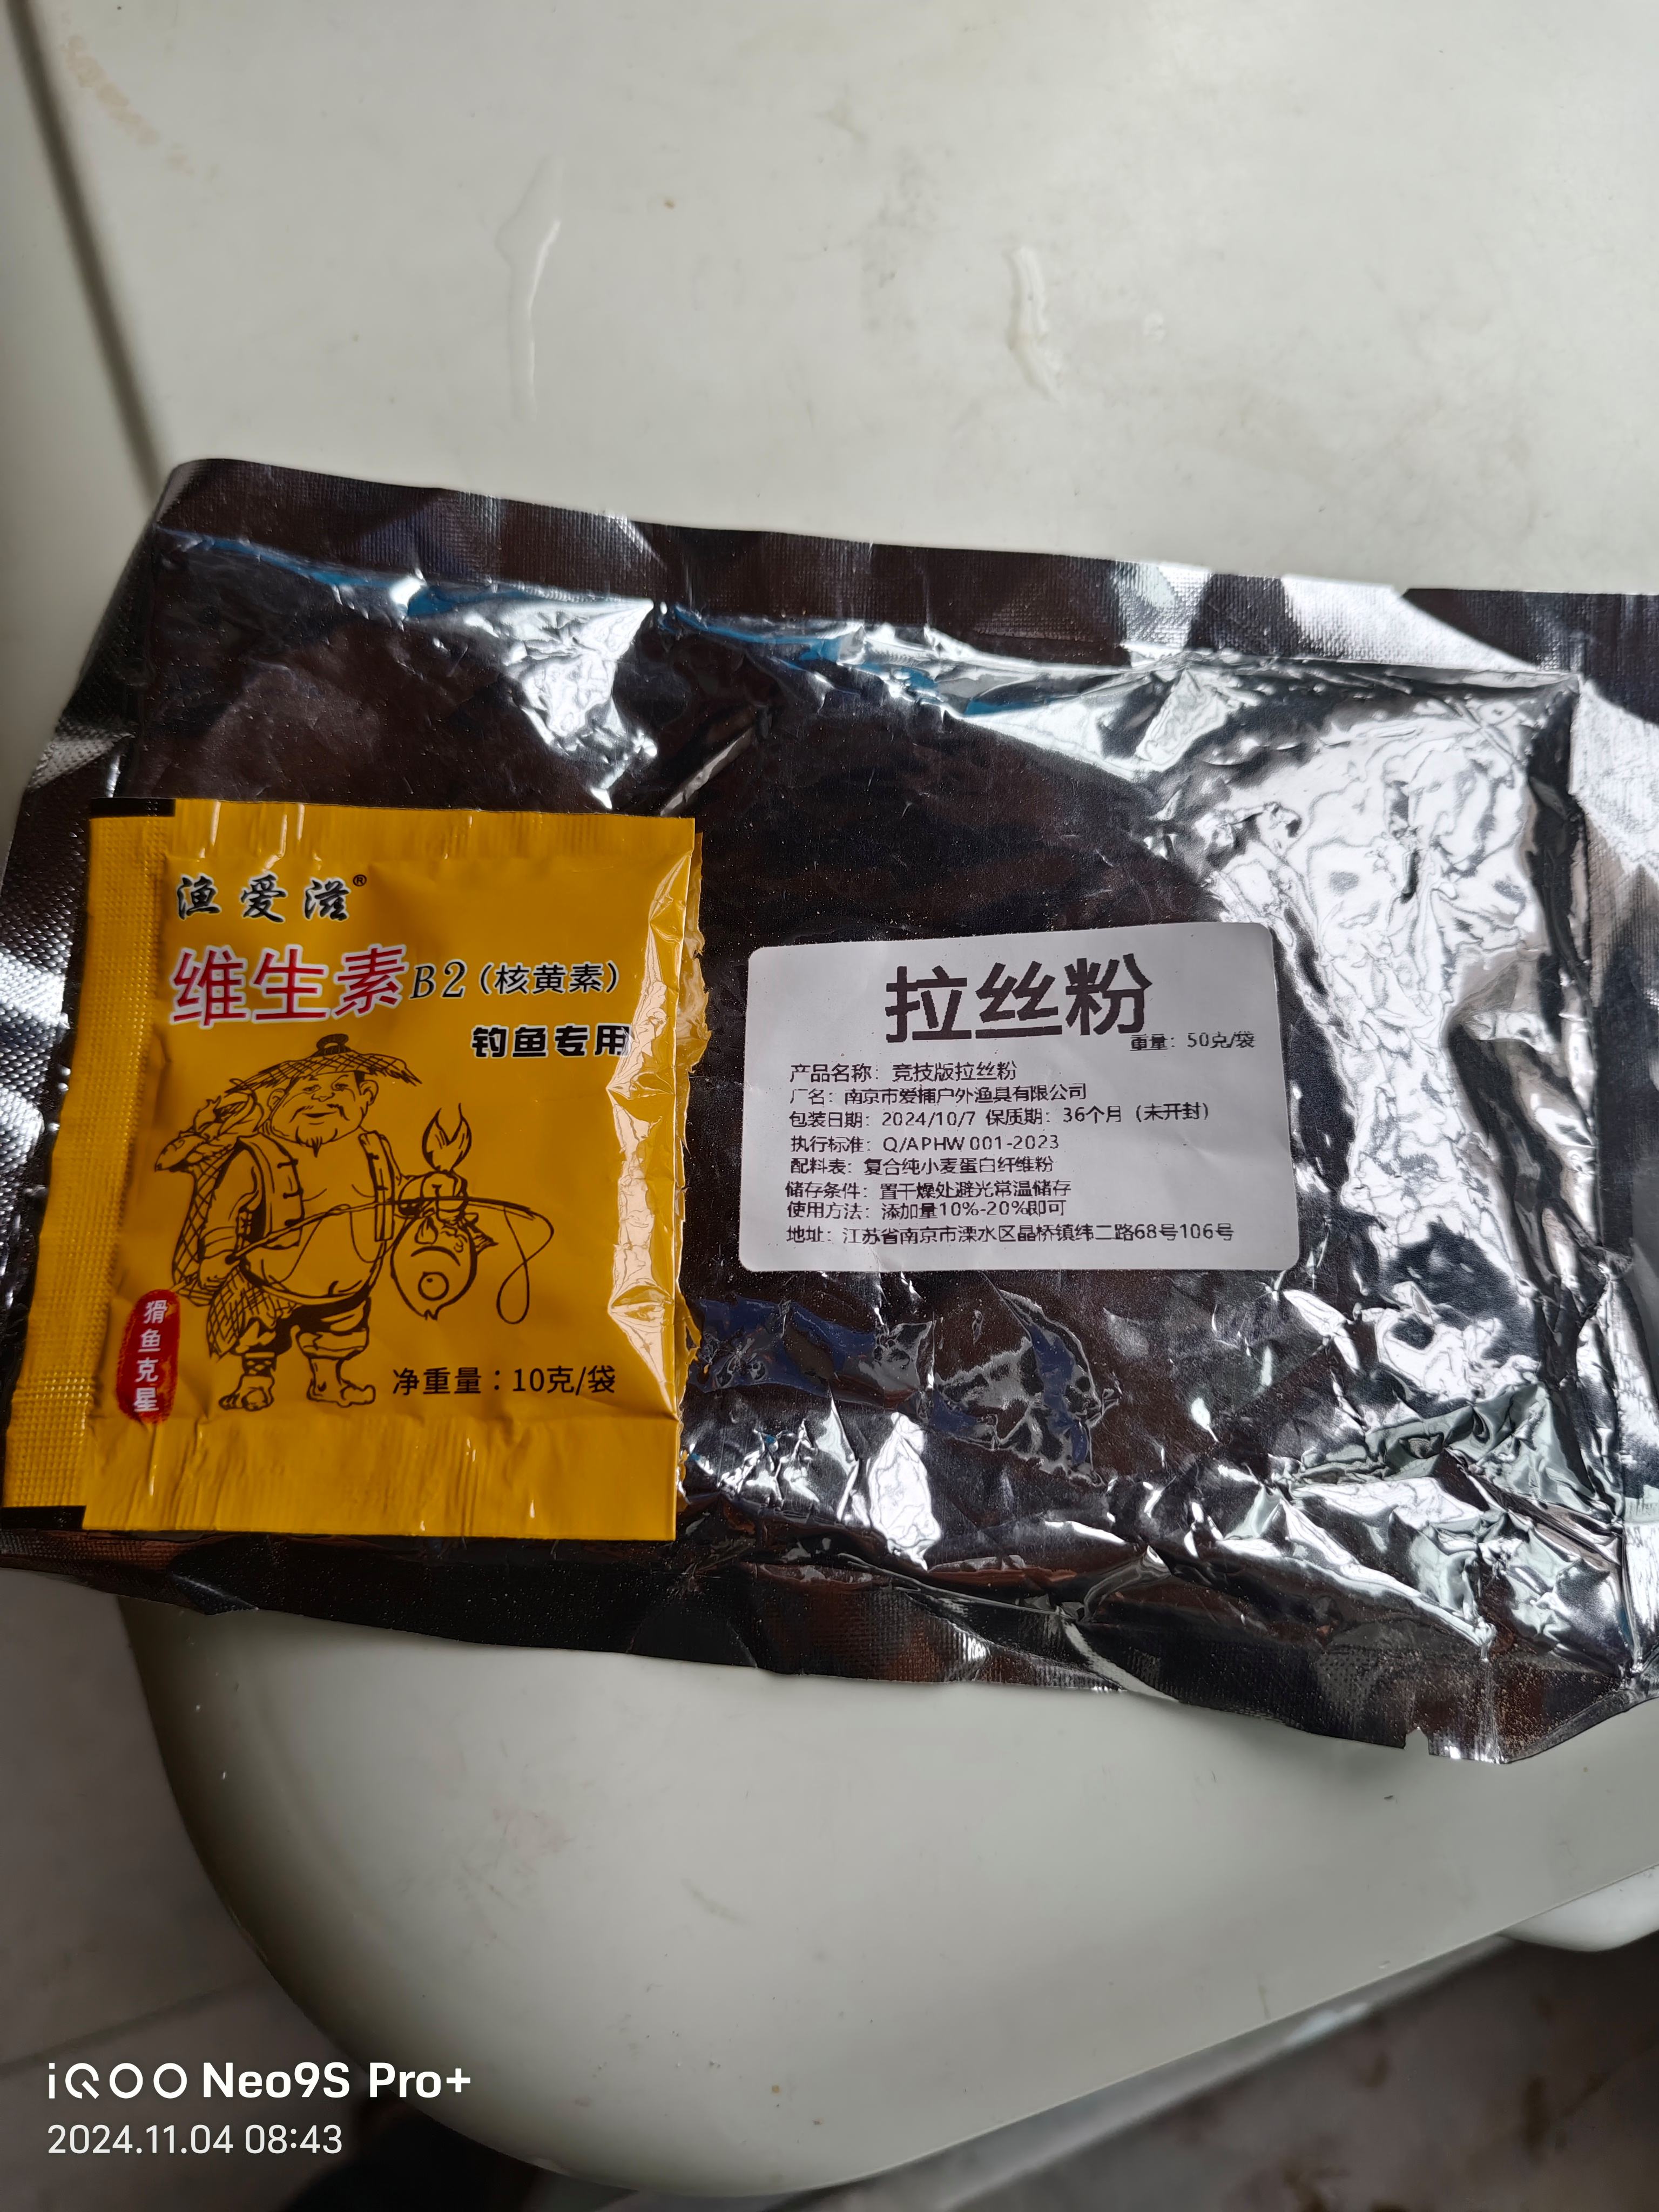 渔爱滋®
维生素B2(核黄素)
钓鱼专用
猾鱼克星
净重量：10克/袋
拉丝粉
重量：50克/袋
产品名称：竞技版拉丝粉
厂名：南京市爱捕户外渔具有限公司
包装日期：2024/10/7 保质期：36个月（未开封）
执行标准：Q/APHW 001-2023
配料表：复合纯小麦蛋白纤维粉
储存条件：置干燥处避光常温储存
使用方法：添加量10%-20%即可
地址：江苏省南京市溧水区晶桥镇纬二路68号106号
iQOO Neo9S Pro+
2024.11.04 08:43